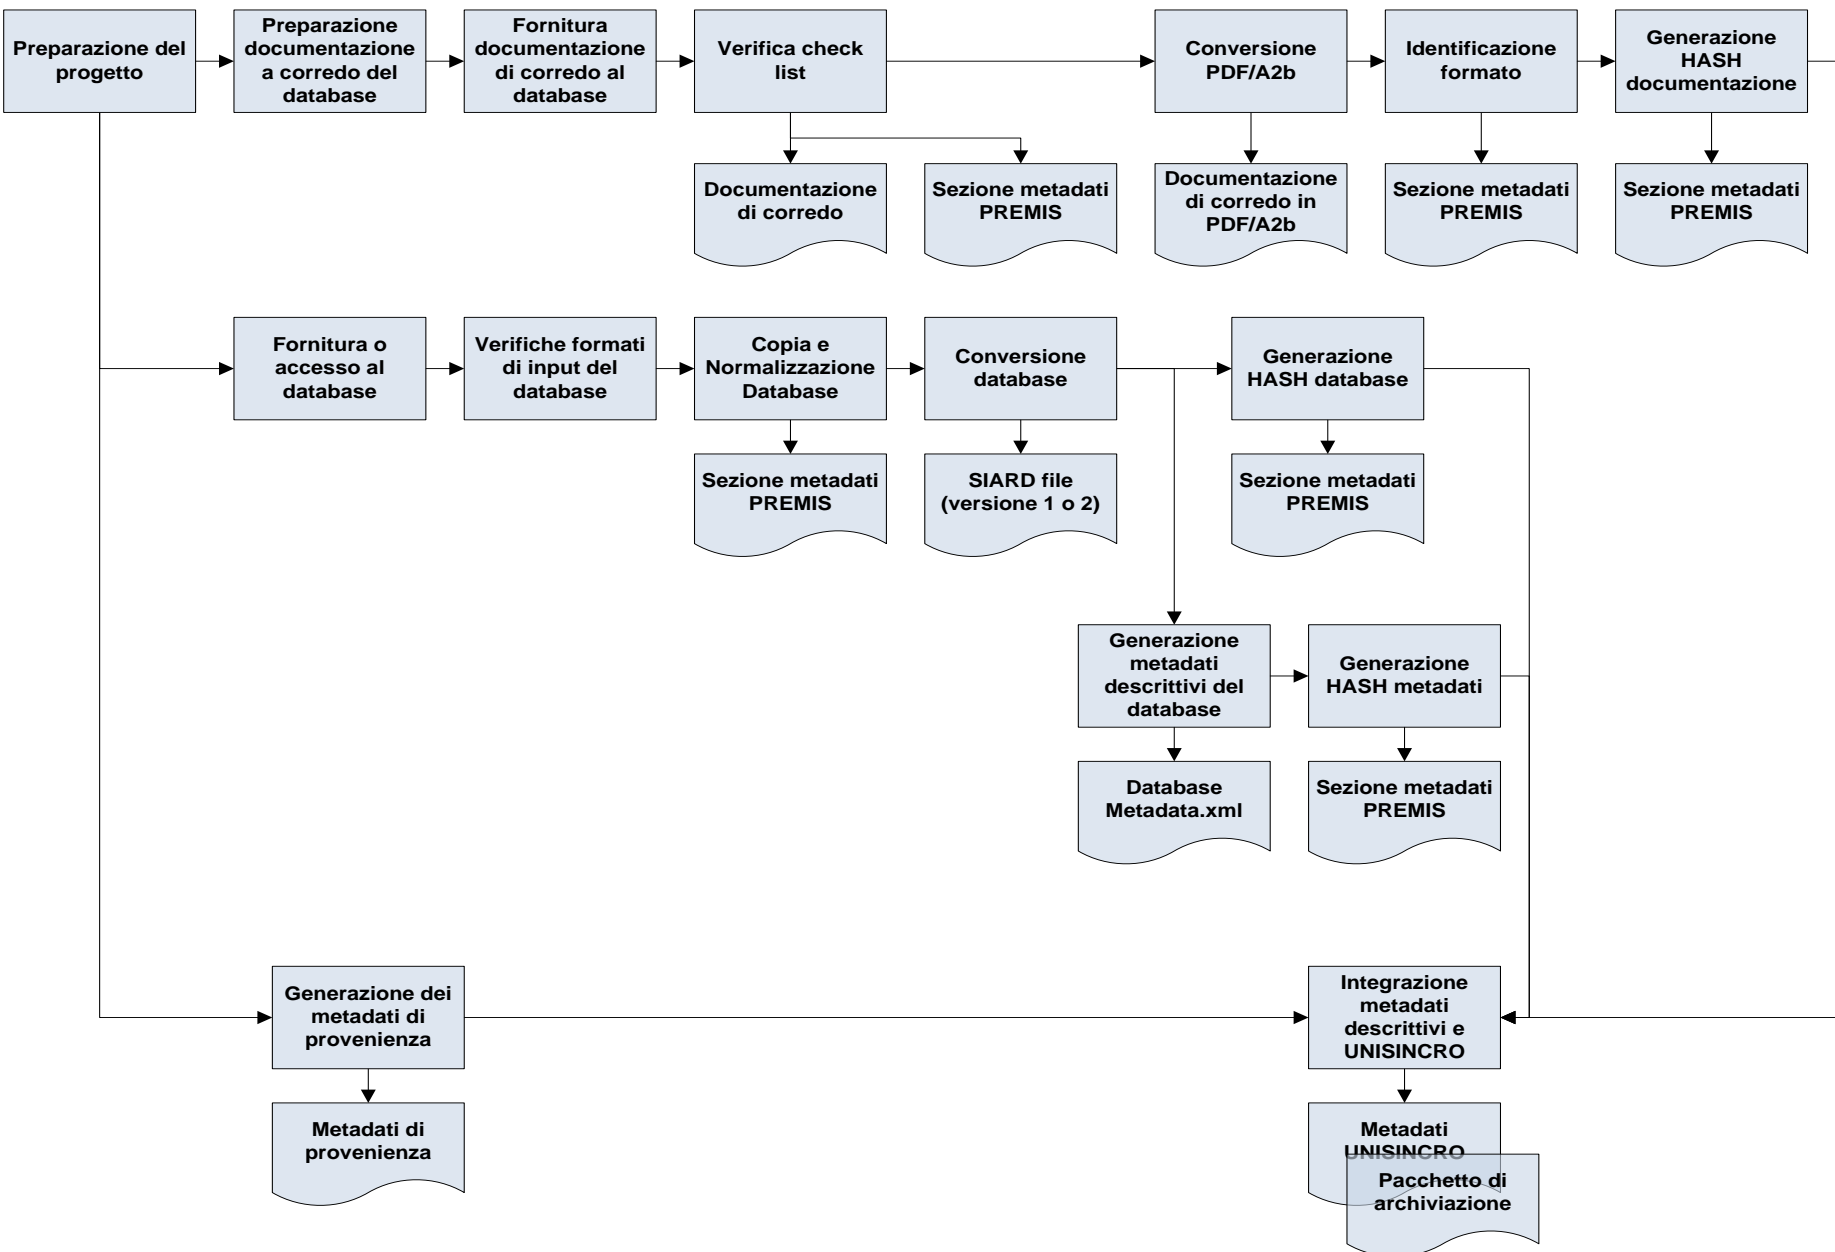 Preparazione del
progetto
Preparazione
documentazione
a corredo del
database
Fornitura
documentazione
di corredo al
database
Verifica check
list
Conversione
PDF/A2b
Identificazione
formato
Generazione
HASH
documentazione
Documentazione
di corredo
Sezione metadati
PREMIS
Documentazione
di corredo in
PDF/A2b
Sezione metadati
PREMIS
Sezione metadati
PREMIS
Fornitura o
accesso al
database
Verifiche formati
di input del
database
Copia e
Normalizzazione
Database
Conversione
database
Generazione
HASH database
Sezione metadati
PREMIS
SIARD file
(versione 1 o 2)
Sezione metadati
PREMIS
Generazione
metadati
descrittivi del
database
Generazione
HASH metadati
Database
Metadata.xml
Sezione metadati
PREMIS
Generazione dei
metadati di
provenienza
Integrazione
metadati
descrittivi e
UNISINCRO
Metadati di
provenienza
Metadati
UNISINCRO
Pacchetto di
archiviazione